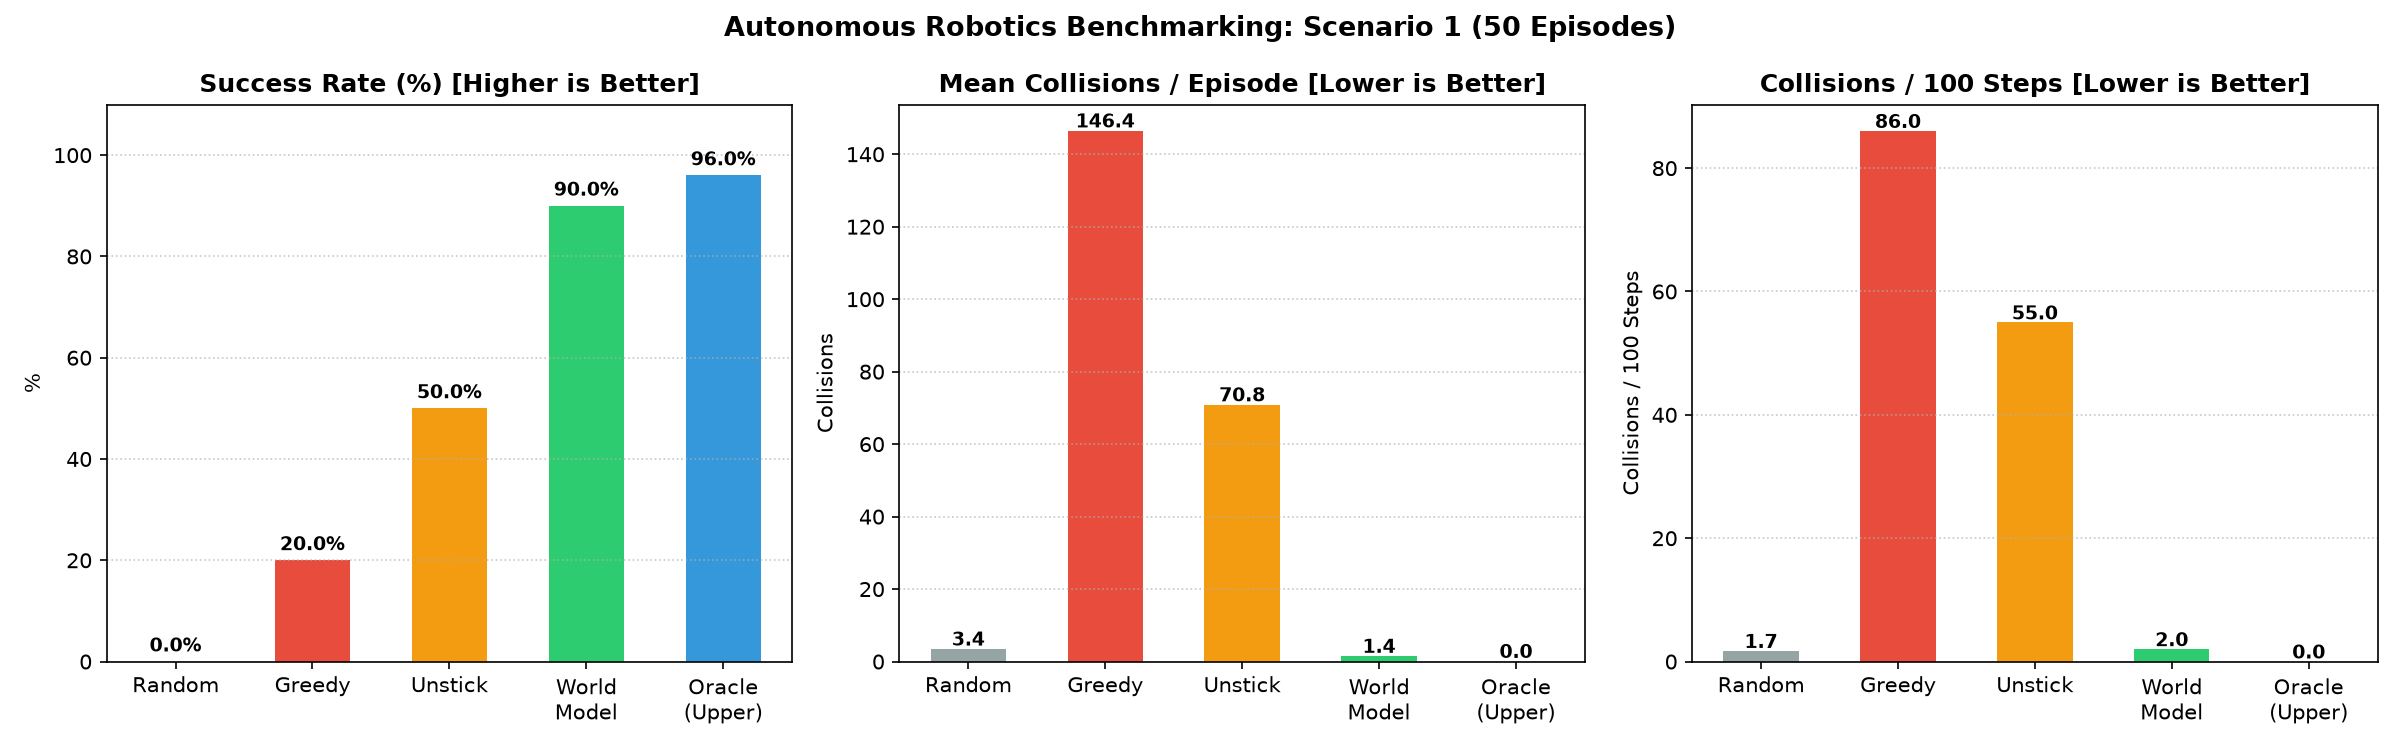 Autonomous Robotics Benchmarking: Scenario 1 (50 Episodes)
Success Rate (%) [Higher is Better]
%
100
80
60
40
20
0
0.0%
20.0%
50.0%
90.0%
96.0%
Random
Greedy
Unstick
World
Model
Oracle
(Upper)
Mean Collisions / Episode [Lower is Better]
Collisions
140
120
100
80
60
40
20
0
3.4
146.4
70.8
1.4
0.0
Random
Greedy
Unstick
World
Model
Oracle
(Upper)
Collisions / 100 Steps [Lower is Better]
Collisions / 100 Steps
80
60
40
20
0
1.7
86.0
55.0
2.0
0.0
Random
Greedy
Unstick
World
Model
Oracle
(Upper)